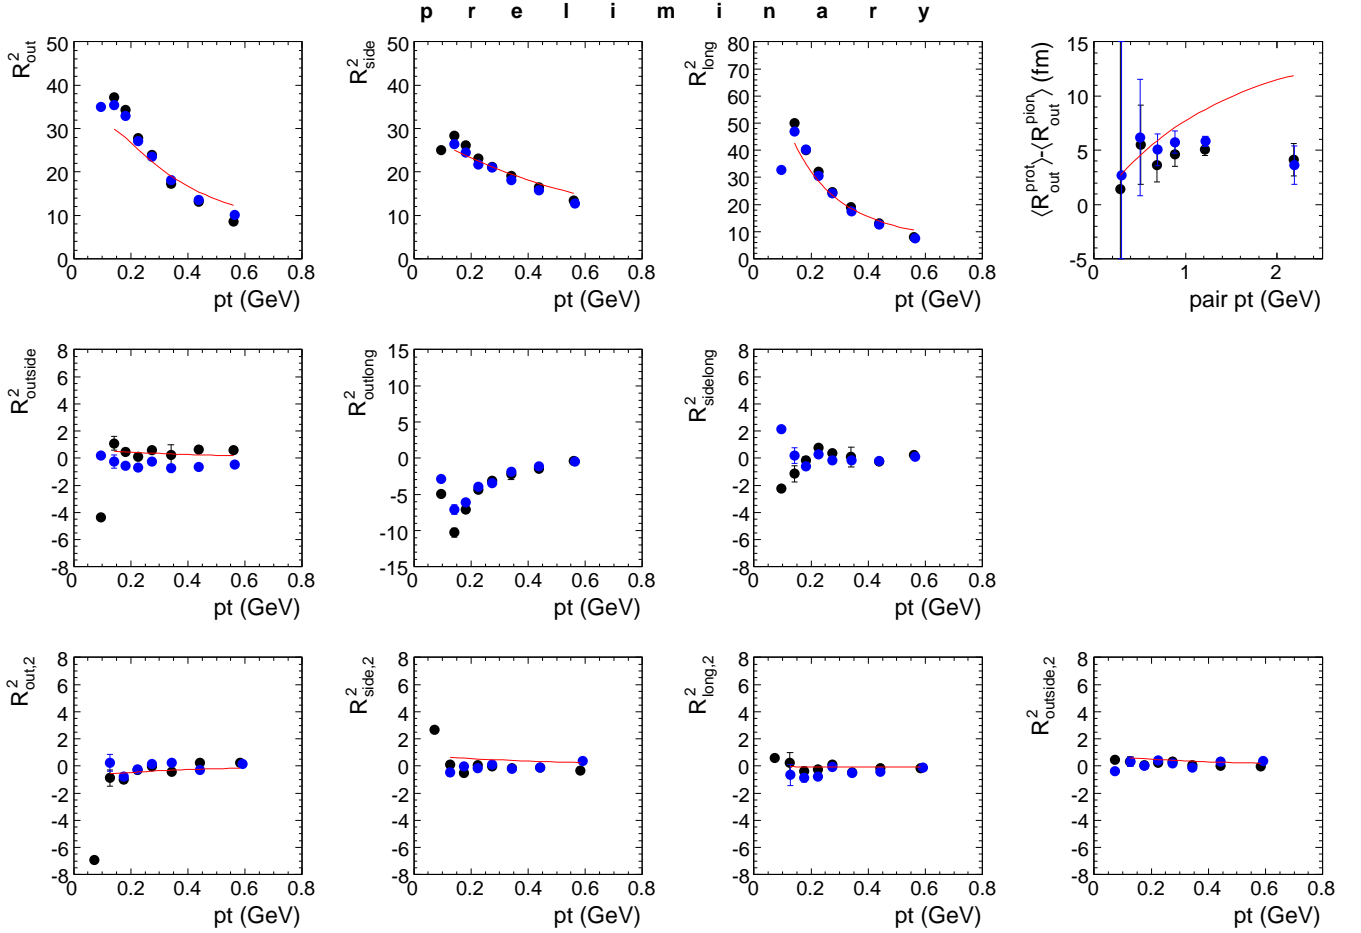 p r e l i m i n a r y
R²out
50
40
30
20
10
0
0 0.2 0.4 0.6 0.8
pt (GeV)
R²side
50
40
30
20
10
0
0 0.2 0.4 0.6 0.8
pt (GeV)
R²long
80
70
60
50
40
30
20
10
0
0 0.2 0.4 0.6 0.8
pt (GeV)
⟨R^prot_out⟩-⟨R^pion_out⟩ (fm)
15
10
5
0
-5
0 1 2
pair pt (GeV)
R²outside
8
6
4
2
0
-2
-4
-6
-8
0 0.2 0.4 0.6 0.8
pt (GeV)
R²outlong
15
10
5
0
-5
-10
-15
0 0.2 0.4 0.6 0.8
pt (GeV)
R²sidelong
8
6
4
2
0
-2
-4
-6
-8
0 0.2 0.4 0.6 0.8
pt (GeV)
R²out,2
8
6
4
2
0
-2
-4
-6
-8
0 0.2 0.4 0.6 0.8
pt (GeV)
R²side,2
8
6
4
2
0
-2
-4
-6
-8
0 0.2 0.4 0.6 0.8
pt (GeV)
R²long,2
8
6
4
2
0
-2
-4
-6
-8
0 0.2 0.4 0.6 0.8
pt (GeV)
R²outside,2
8
6
4
2
0
-2
-4
-6
-8
0 0.2 0.4 0.6 0.8
pt (GeV)